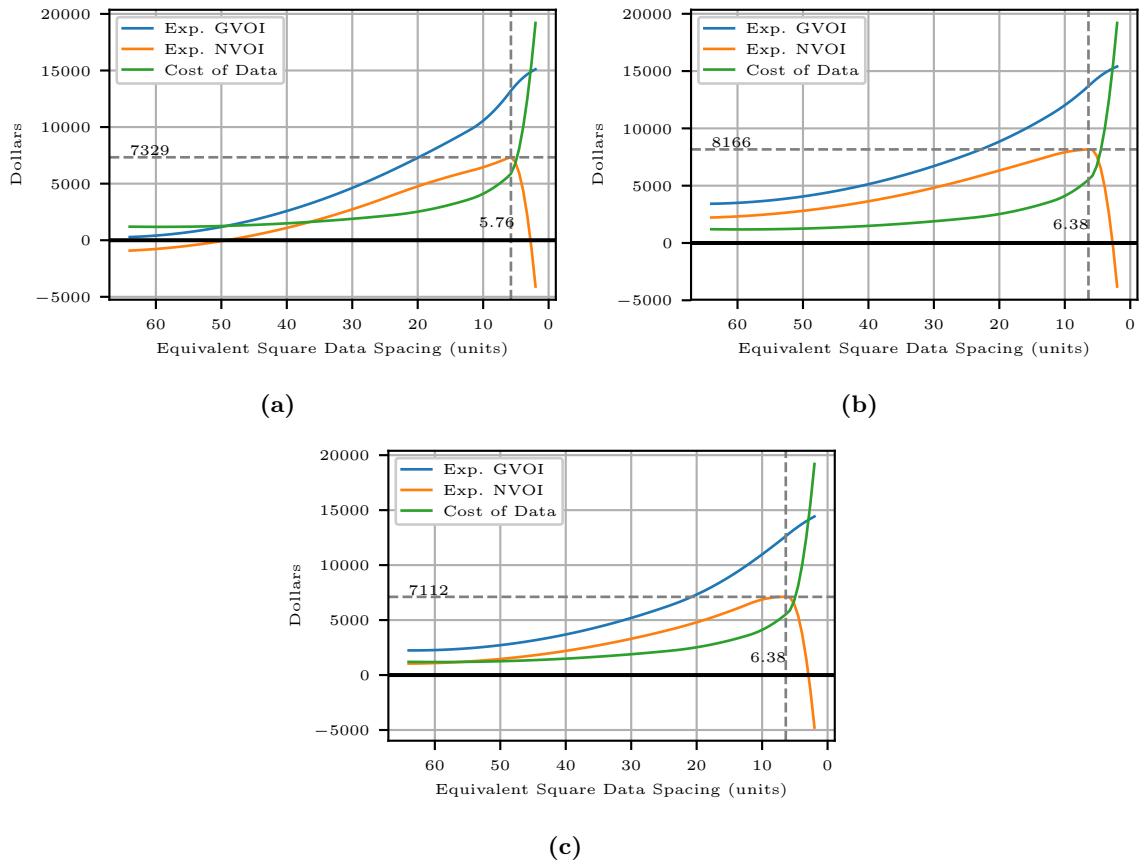 20000
15000
10000
5000
0
−5000
Dollars
Exp. GVOI
Exp. NVOI
Cost of Data
7329
5.76
60 50 40 30 20 10 0
Equivalent Square Data Spacing (units)
(a)
20000
15000
10000
5000
0
−5000
Dollars
Exp. GVOI
Exp. NVOI
Cost of Data
8166
6.38
60 50 40 30 20 10 0
Equivalent Square Data Spacing (units)
(b)
20000
15000
10000
5000
0
−5000
Dollars
Exp. GVOI
Exp. NVOI
Cost of Data
7112
6.38
60 50 40 30 20 10 0
Equivalent Square Data Spacing (units)
(c)